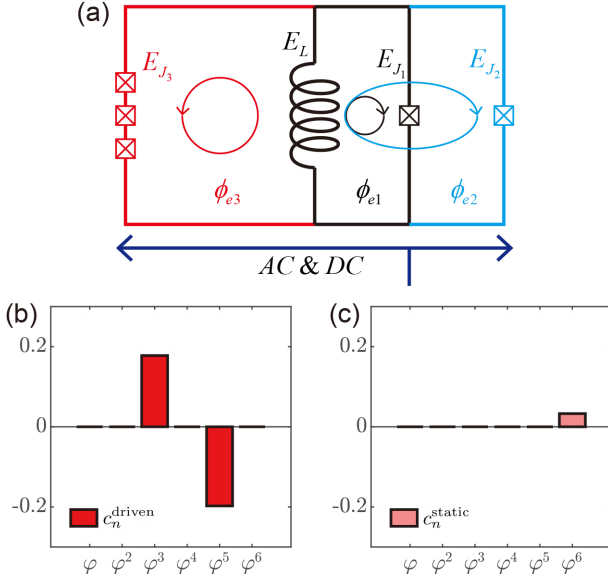 (a)
E_{J_3} E_L E_{J_1} E_{J_2}
ϕ_{e3} ϕ_{e1} ϕ_{e2}
AC & DC
(b)
0.2
0
-0.2
c_n^{driven}
φ φ^2 φ^3 φ^4 φ^5 φ^6
(c)
0.2
0
-0.2
c_n^{static}
φ φ^2 φ^3 φ^4 φ^5 φ^6